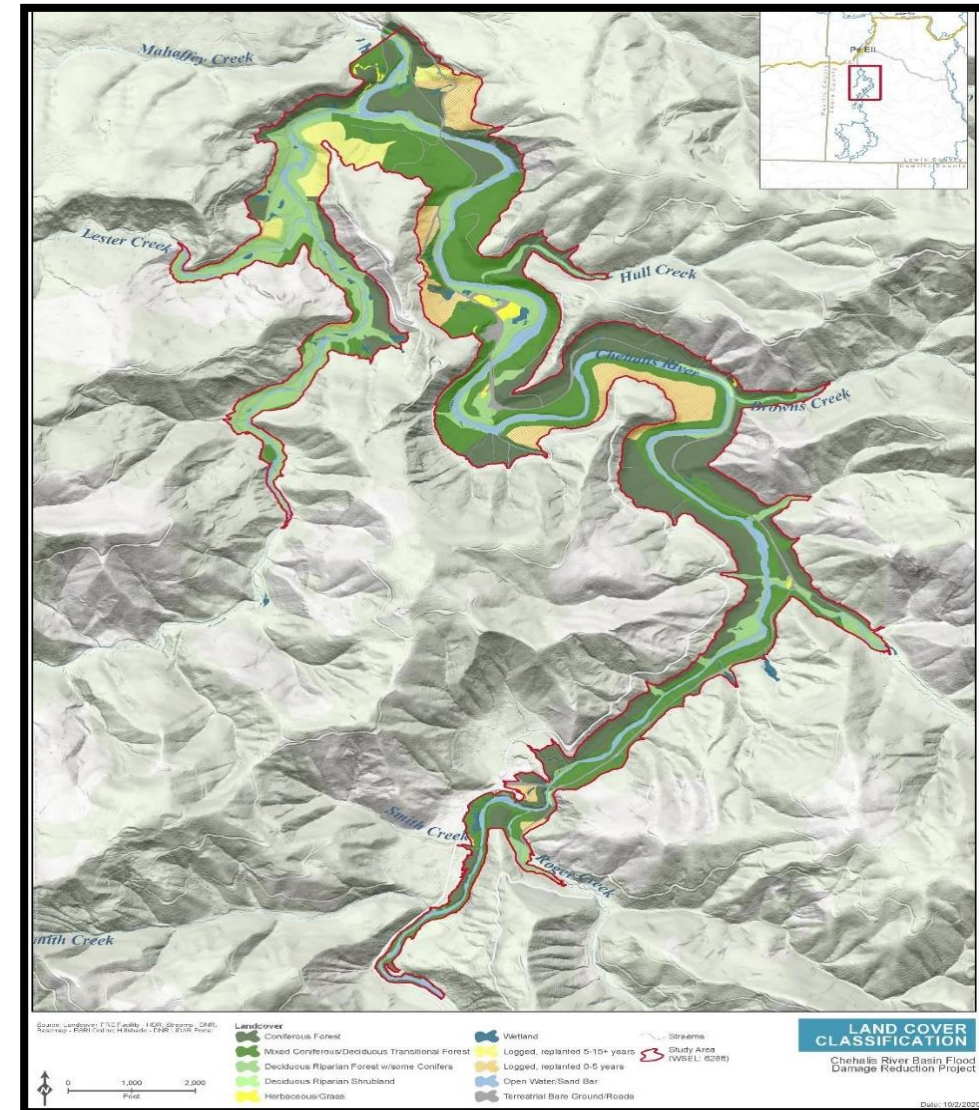 Mahaffey Creek
Pe Ell
Lester Creek
Hull Creek
Chehalis River
Browns Creek
Smith Creek
Roger Creek
mith Creek
Landcover
Coniferous Forest
Mixed Coniferous/Deciduous Transitional Forest
Deciduous Riparian Forest w/some Conifers
Deciduous Riparian Shrubland
Herbaceous/Grass
Wetland
Logged, replanted 5-15+ years
Logged, replanted 0-5 years
Open Water/Sand Bar
Terrestrial Bare Ground/Roads
Streams
Study Area
(WSEL: 628ft)
N
0 1,000 2,000
Feet
LAND COVER
CLASSIFICATION
Chehalis River Basin Flood
Damage Reduction Project